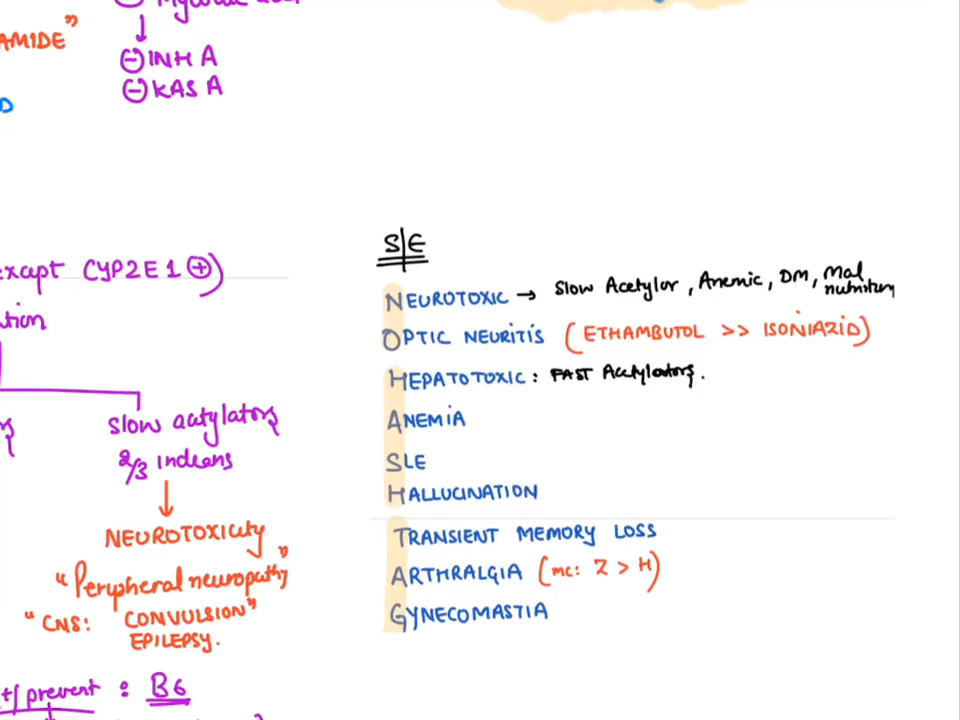 AMIDE"
↓
⊖ INH A
⊖ KAS A
D
except CYP2E1 ⊕)
slow acetylators
2/3 indians
↓
NEUROTOXICity
"Peripheral neuropathy"
"CNS: CONVULSION"
EPILEPSY.
prevent : B6
S/E
NEUROTOXIC → Slow Acetylor, Anemic, DM, Mal
nutrition
OPTIC NEURITIS (ETHAMBUTOL >> ISONIAZID)
HEPATOTOXIC : FAST Acetylators.
ANEMIA
SLE
HALLUCINATION
TRANSIENT MEMORY LOSS
ARTHRALGIA (mc: Z > H)
GYNECOMASTIA